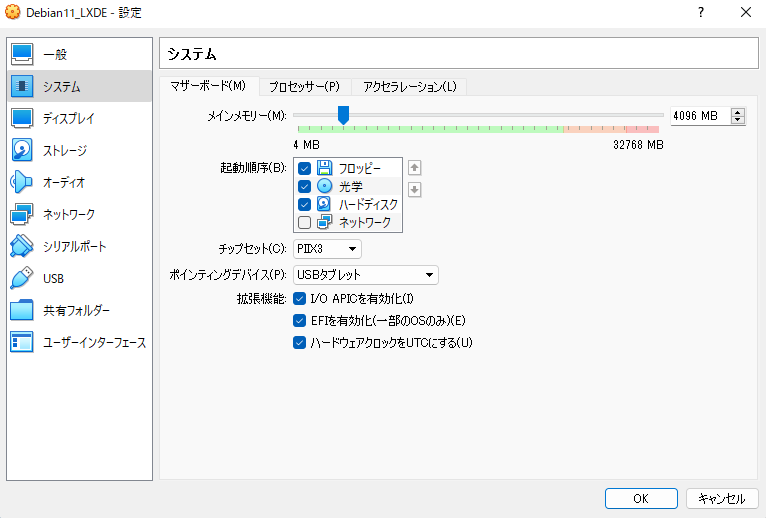 Debian11_LXDE - 設定
?
一般
システム
ディスプレイ
ストレージ
オーディオ
ネットワーク
シリアルポート
USB
共有フォルダー
ユーザーインターフェース
システム
マザーボード(M) プロセッサー(P) アクセラレーション(L)
メインメモリー(M): 4096 MB
4 MB 32768 MB
起動順序(B): フロッピー
光学
ハードディスク
ネットワーク
チップセット(C): PIIX3
ポインティングデバイス(P): USBタブレット
拡張機能: I/O APICを有効化(I)
EFIを有効化(一部のOSのみ)(E)
ハードウェアクロックをUTCにする(U)
OK キャンセル